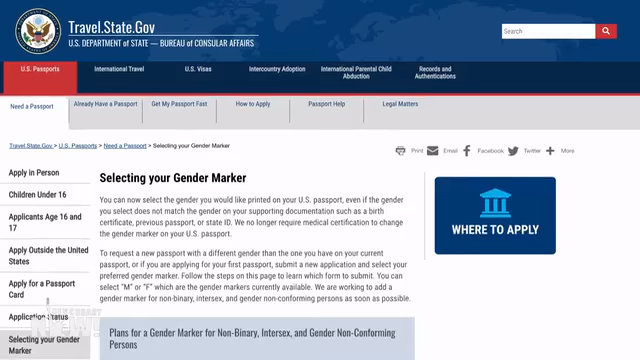 Travel.State.Gov
U.S. DEPARTMENT of STATE — BUREAU of CONSULAR AFFAIRS
Search
U.S. Passports
International Travel
U.S. Visas
Intercountry Adoption
International Parental Child
Abduction
Records and
Authentications
Need a Passport
Already Have a Passport
Get My Passport Fast
How to Apply
Passport Help
Legal Matters
Travel.State.Gov > U.S. Passports > Need a Passport > Selecting your Gender Marker
Print
Email
Facebook
Twitter
More
Apply in Person
Children Under 16
Applicants Age 16 and
17
Apply Outside the United
States
Apply for a Passport
Card
Application Status
Selecting your Gender
Marker
Selecting your Gender Marker
You can now select the gender you would like printed on your U.S. passport, even if the gender
you select does not match the gender on your supporting documentation such as a birth
certificate, previous passport, or state ID. We no longer require medical certification to change
the gender marker on your U.S. passport.
To request a new passport with a different gender than the one you have on your current
passport, or if you are applying for your first passport, submit a new application and select your
preferred gender marker. Follow the steps on this page to learn which form to submit. You can
select "M" or "F" which are the gender markers currently available. We are working to add a
gender marker for non-binary, intersex, and gender non-conforming persons as soon as possible.
Plans for a Gender Marker for Non-Binary, Intersex, and Gender Non-Conforming
Persons
WHERE TO APPLY